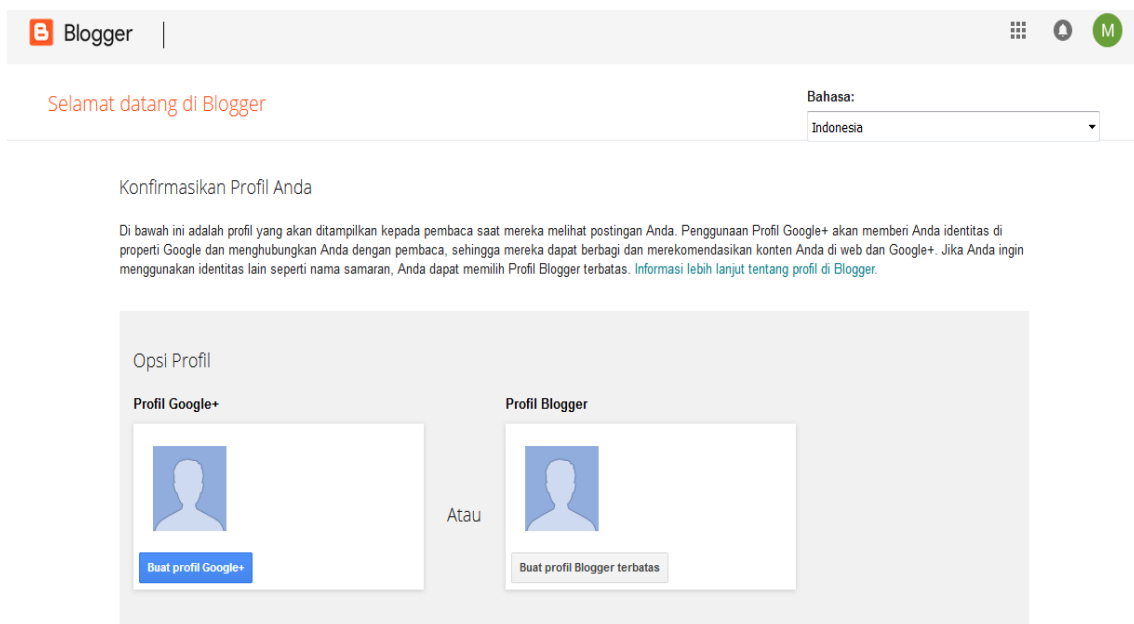 Blogger
M
Selamat datang di Blogger
Bahasa:
Indonesia
Konfirmasikan Profil Anda
Di bawah ini adalah profil yang akan ditampilkan kepada pembaca saat mereka melihat postingan Anda. Penggunaan Profil Google+ akan memberi Anda identitas di
properti Google dan menghubungkan Anda dengan pembaca, sehingga mereka dapat berbagi dan merekomendasikan konten Anda di web dan Google+. Jika Anda ingin
menggunakan identitas lain seperti nama samaran, Anda dapat memilih Profil Blogger terbatas. Informasi lebih lanjut tentang profil di Blogger.
Opsi Profil
Profil Google+
Profil Blogger
Atau
Buat profil Google+
Buat profil Blogger terbatas